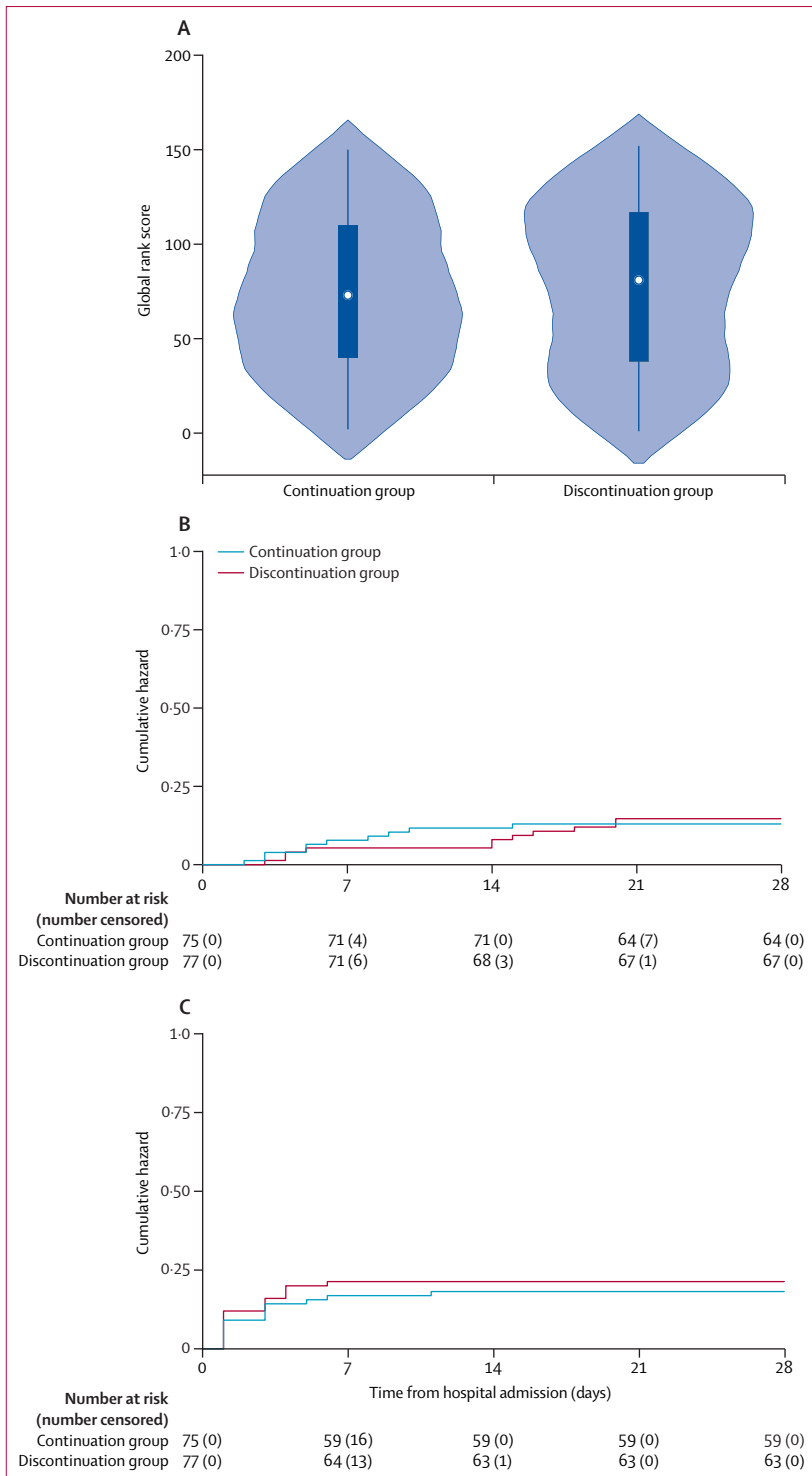 A
200
150
100
50
0
Global rank score
Continuation group Discontinuation group
B
Continuation group
Discontinuation group
1·0
0·75
0·50
0·25
0
Cumulative hazard
0 7 14 21 28
Number at risk
(number censored)
Continuation group 75 (0) 71 (4) 71 (0) 64 (7) 64 (0)
Discontinuation group 77 (0) 71 (6) 68 (3) 67 (1) 67 (0)
C
1·0
0·75
0·50
0·25
0
Cumulative hazard
0 7 14 21 28
Time from hospital admission (days)
Number at risk
(number censored)
Continuation group 75 (0) 59 (16) 59 (0) 59 (0) 59 (0)
Discontinuation group 77 (0) 64 (13) 63 (1) 63 (0) 63 (0)